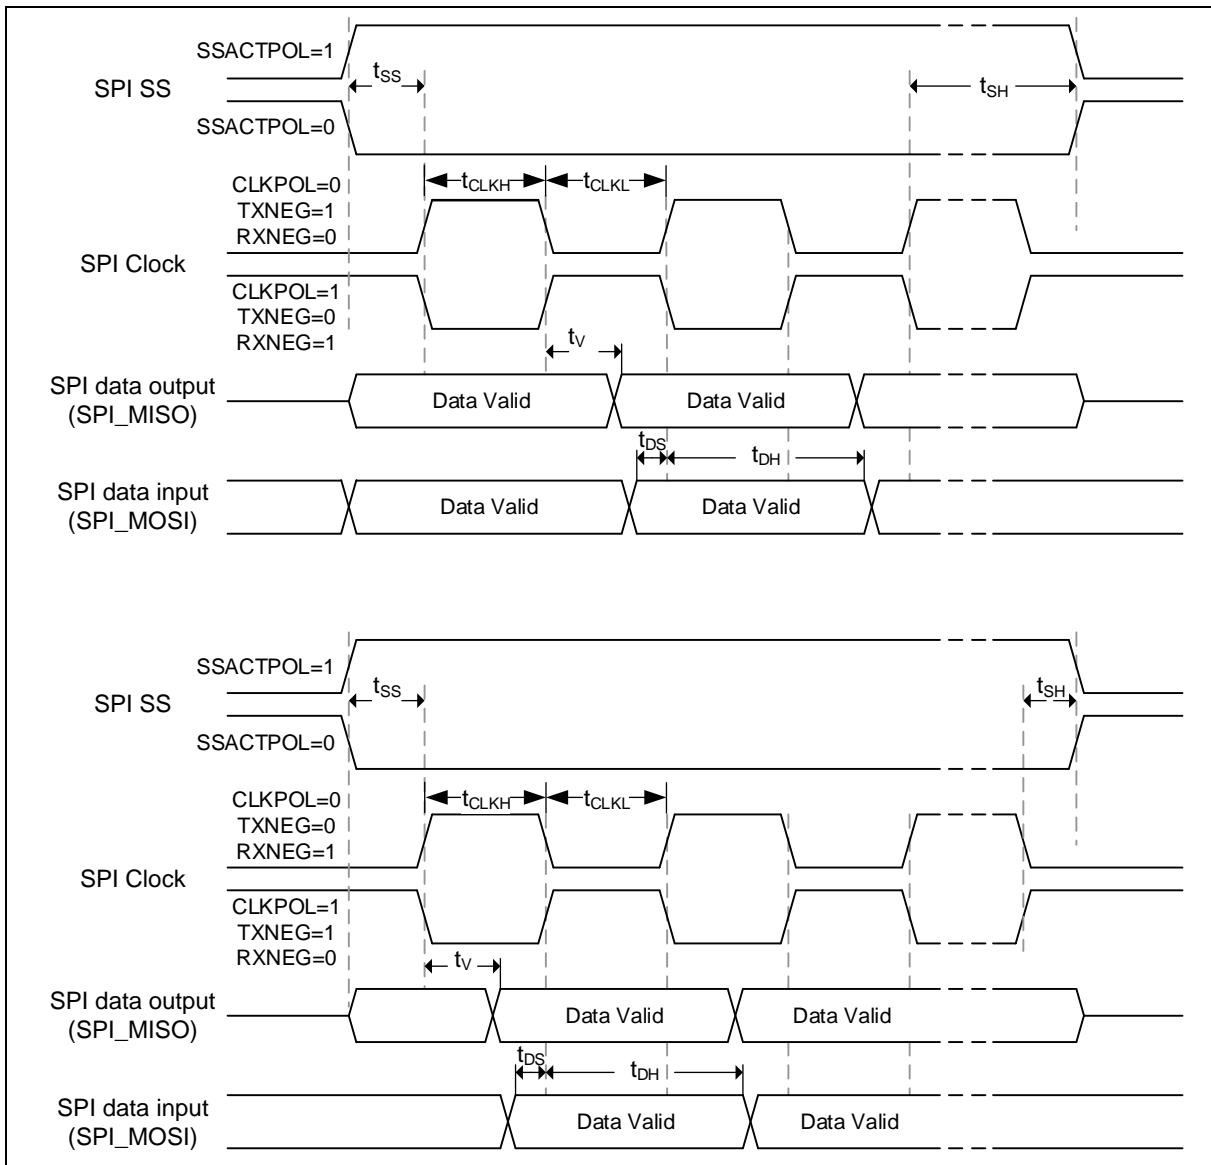 SSACTPOL=1
SPI SS
tSS
tSH
SSACTPOL=0
CLKPOL=0
TXNEG=1
RXNEG=0
tCLKH
tCLKL
SPI Clock
CLKPOL=1
TXNEG=0
RXNEG=1
tV
SPI data output
(SPI_MISO)
Data Valid
Data Valid
tDS
tDH
SPI data input
(SPI_MOSI)
Data Valid
Data Valid
SSACTPOL=1
SPI SS
tSS
tSH
SSACTPOL=0
CLKPOL=0
TXNEG=0
RXNEG=1
tCLKH
tCLKL
SPI Clock
CLKPOL=1
TXNEG=1
RXNEG=0
tV
SPI data output
(SPI_MISO)
Data Valid
Data Valid
tDS
tDH
SPI data input
(SPI_MOSI)
Data Valid
Data Valid